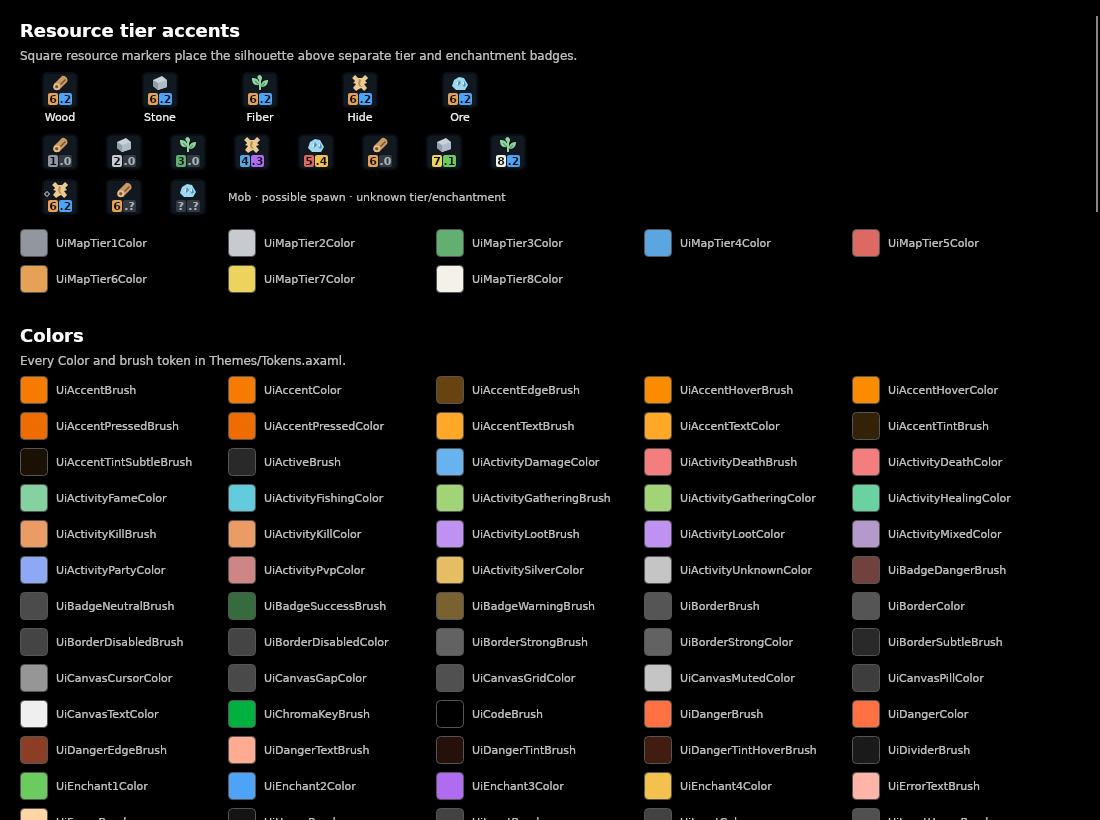 Resource tier accents
Square resource markers place the silhouette above separate tier and enchantment badges.
6 .2 6 .2 6 .2 6 .2 6 .2
Wood Stone Fiber Hide Ore
1 .0 2 .0 3 .0 4 .3 5 .4 6 .0 7 .1 8 .2
6 .2 6 .? ? .? Mob · possible spawn · unknown tier/enchantment
UiMapTier1Color UiMapTier2Color UiMapTier3Color UiMapTier4Color UiMapTier5Color
UiMapTier6Color UiMapTier7Color UiMapTier8Color
Colors
Every Color and brush token in Themes/Tokens.axaml.
UiAccentBrush UiAccentColor UiAccentEdgeBrush UiAccentHoverBrush UiAccentHoverColor
UiAccentPressedBrush UiAccentPressedColor UiAccentTextBrush UiAccentTextColor UiAccentTintBrush
UiAccentTintSubtleBrush UiActiveBrush UiActivityDamageColor UiActivityDeathBrush UiActivityDeathColor
UiActivityFameColor UiActivityFishingColor UiActivityGatheringBrush UiActivityGatheringColor UiActivityHealingColor
UiActivityKillBrush UiActivityKillColor UiActivityLootBrush UiActivityLootColor UiActivityMixedColor
UiActivityPartyColor UiActivityPvpColor UiActivitySilverColor UiActivityUnknownColor UiBadgeDangerBrush
UiBadgeNeutralBrush UiBadgeSuccessBrush UiBadgeWarningBrush UiBorderBrush UiBorderColor
UiBorderDisabledBrush UiBorderDisabledColor UiBorderStrongBrush UiBorderStrongColor UiBorderSubtleBrush
UiCanvasCursorColor UiCanvasGapColor UiCanvasGridColor UiCanvasMutedColor UiCanvasPillColor
UiCanvasTextColor UiChromaKeyBrush UiCodeBrush UiDangerBrush UiDangerColor
UiDangerEdgeBrush UiDangerTextBrush UiDangerTintBrush UiDangerTintHoverBrush UiDividerBrush
UiEnchant1Color UiEnchant2Color UiEnchant3Color UiEnchant4Color UiErrorTextBrush